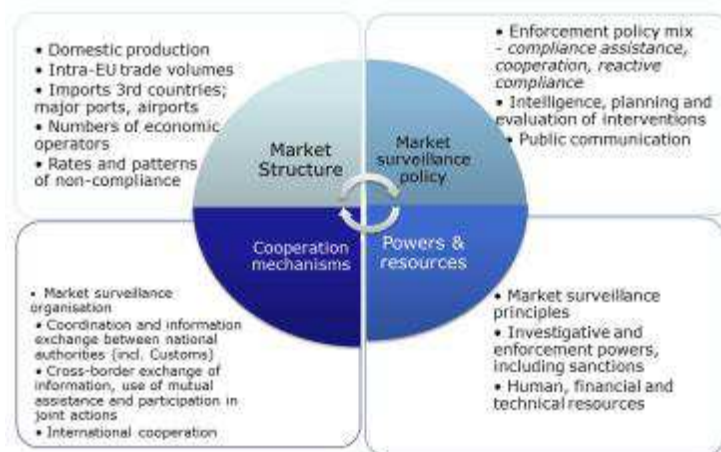 • Domestic production
• Intra-EU trade volumes
• Imports 3rd countries;
major ports, airports
• Numbers of economic
operators
• Rates and patterns
of non-compliance
Market
Structure
• Enforcement policy mix
- compliance assistance,
cooperation, reactive
compliance
• Intelligence, planning and
evaluation of interventions
• Public communication
Market
surveillance
policy
Cooperation
mechanisms
• Market surveillance
organisation
• Coordination and information
exchange between national
authorities (incl. Customs)
• Cross-border exchange of
information, use of mutual
assistance and participation in
joint actions
• International cooperation
Powers &
resources
• Market surveillance
principles
• Investigative and
enforcement powers,
including sanctions
• Human, financial and
technical resources